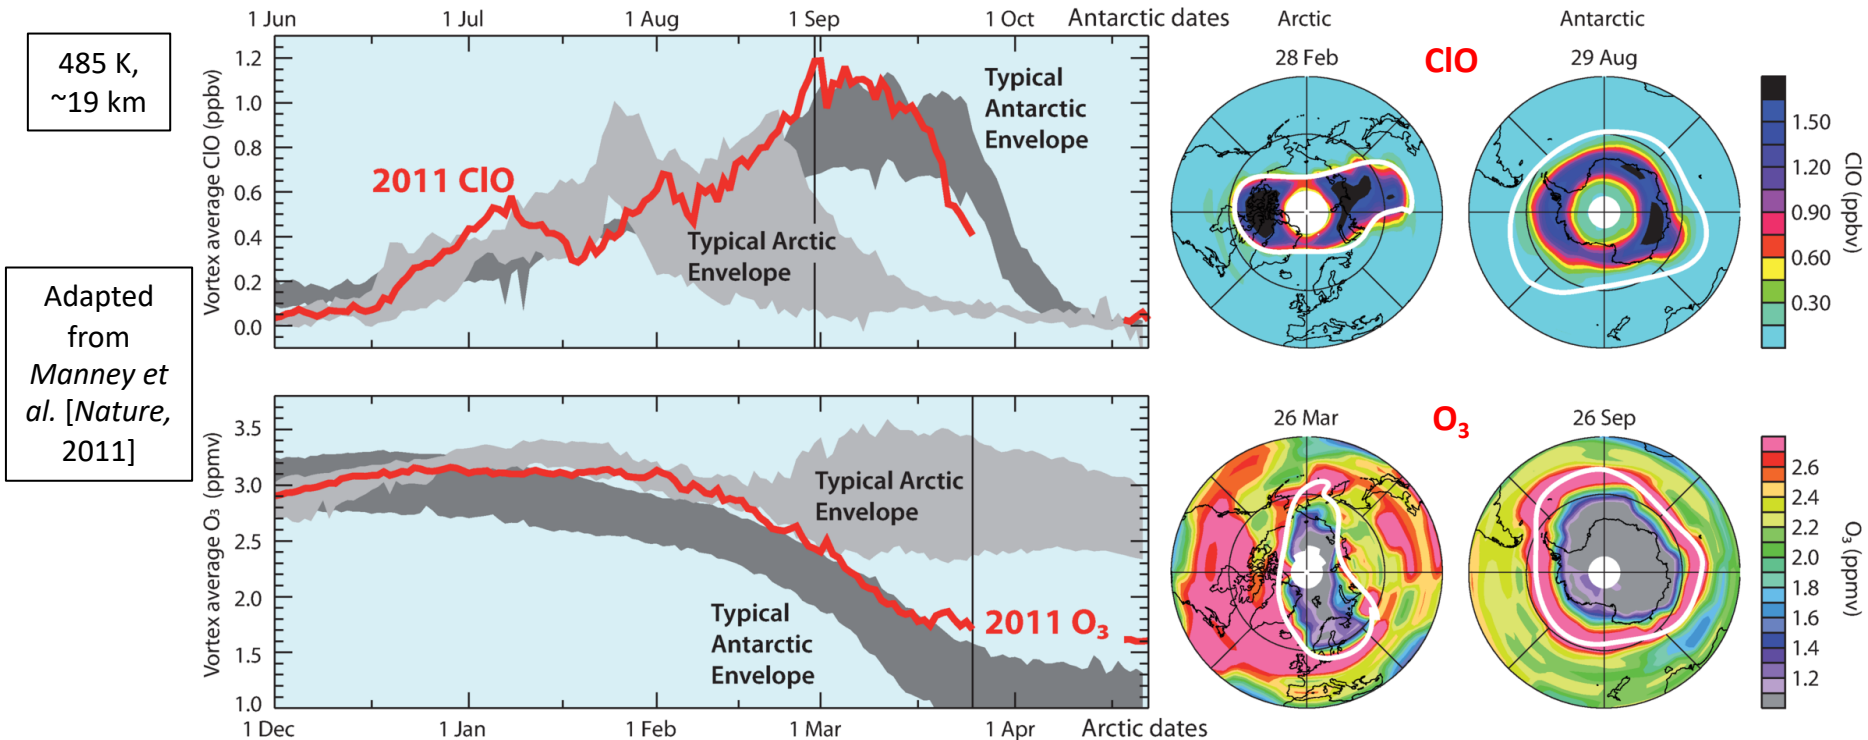 485 K,
~19 km
Adapted
from
Manney et
al. [Nature,
2011]
1 Jun
1 Jul
1 Aug
1 Sep
1 Oct
Antarctic dates
Vortex average ClO (ppbv)
1.2
1.0
0.8
0.6
0.4
0.2
0.0
2011 ClO
Typical Arctic
Envelope
Typical
Antarctic
Envelope
Vortex average O₃ (ppmv)
3.5
3.0
2.5
2.0
1.5
1.0
Typical Arctic
Envelope
Typical
Antarctic
Envelope
2011 O₃
1 Dec
1 Jan
1 Feb
1 Mar
1 Apr
Arctic dates
Arctic
Antarctic
28 Feb
ClO
29 Aug
1.50
1.20
0.90
0.60
0.30
ClO (ppbv)
26 Mar
O₃
26 Sep
2.6
2.4
2.2
2.0
1.8
1.6
1.4
1.2
O₃ (ppmv)